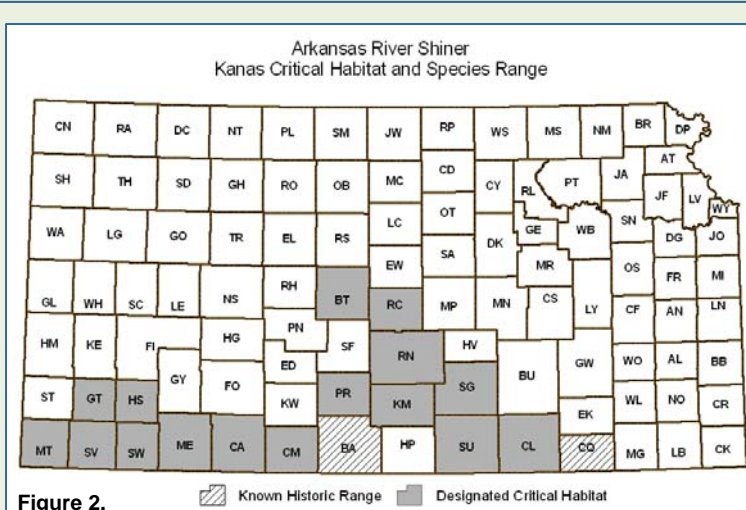 Arkansas River Shiner
Kanas Critical Habitat and Species Range
CN RA DC NT PL SM JW RP WS MS NM BR DP
SH TH SD GH RO OB MC CD CY RL PT JA AT
JF LV WY
WA LG GO TR EL RS LC OT DK GE WB SN DG JO
GL WH SC LE NS RH BT EW SA MR OS FR MI
RC MP MN CS LY CF AN LN
HM KE FI HG PN SF RN HV
GY FO ED BU GW WO AL BB
ST GT HS KW PR KM SG EK WL NO CR
MT SV SW ME CA CM BA HP SU CL CQ MG LB CK
Figure 2.
Known Historic Range Designated Critical Habitat